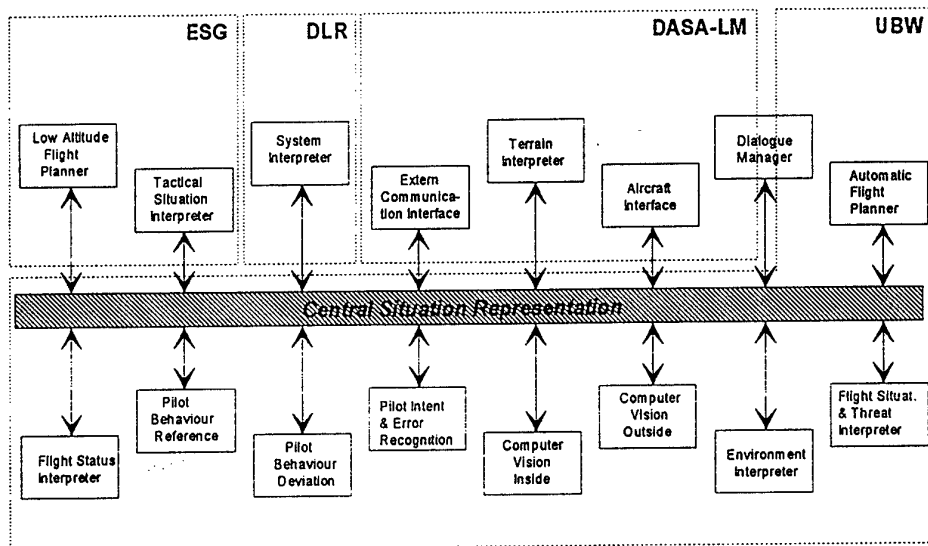 ESG
DLR
DASA-LM
UBW
Low Altitude
Flight
Planner
Tactical
Situation
Interpreter
System
Interpreter
Extern
Communica-
tion Interface
Terrain
Interpreter
Aircraft
Interface
Dialogue
Manager
Automatic
Flight
Planner
Central Situation Representation
Flight Status
Interpreter
Pilot
Behaviour
Reference
Pilot
Behaviour
Deviation
Pilot Intent
& Error
Recognition
Computer
Vision
Inside
Computer
Vision
Outside
Environment
Interpreter
Flight Situat.
& Threat
Interpreter